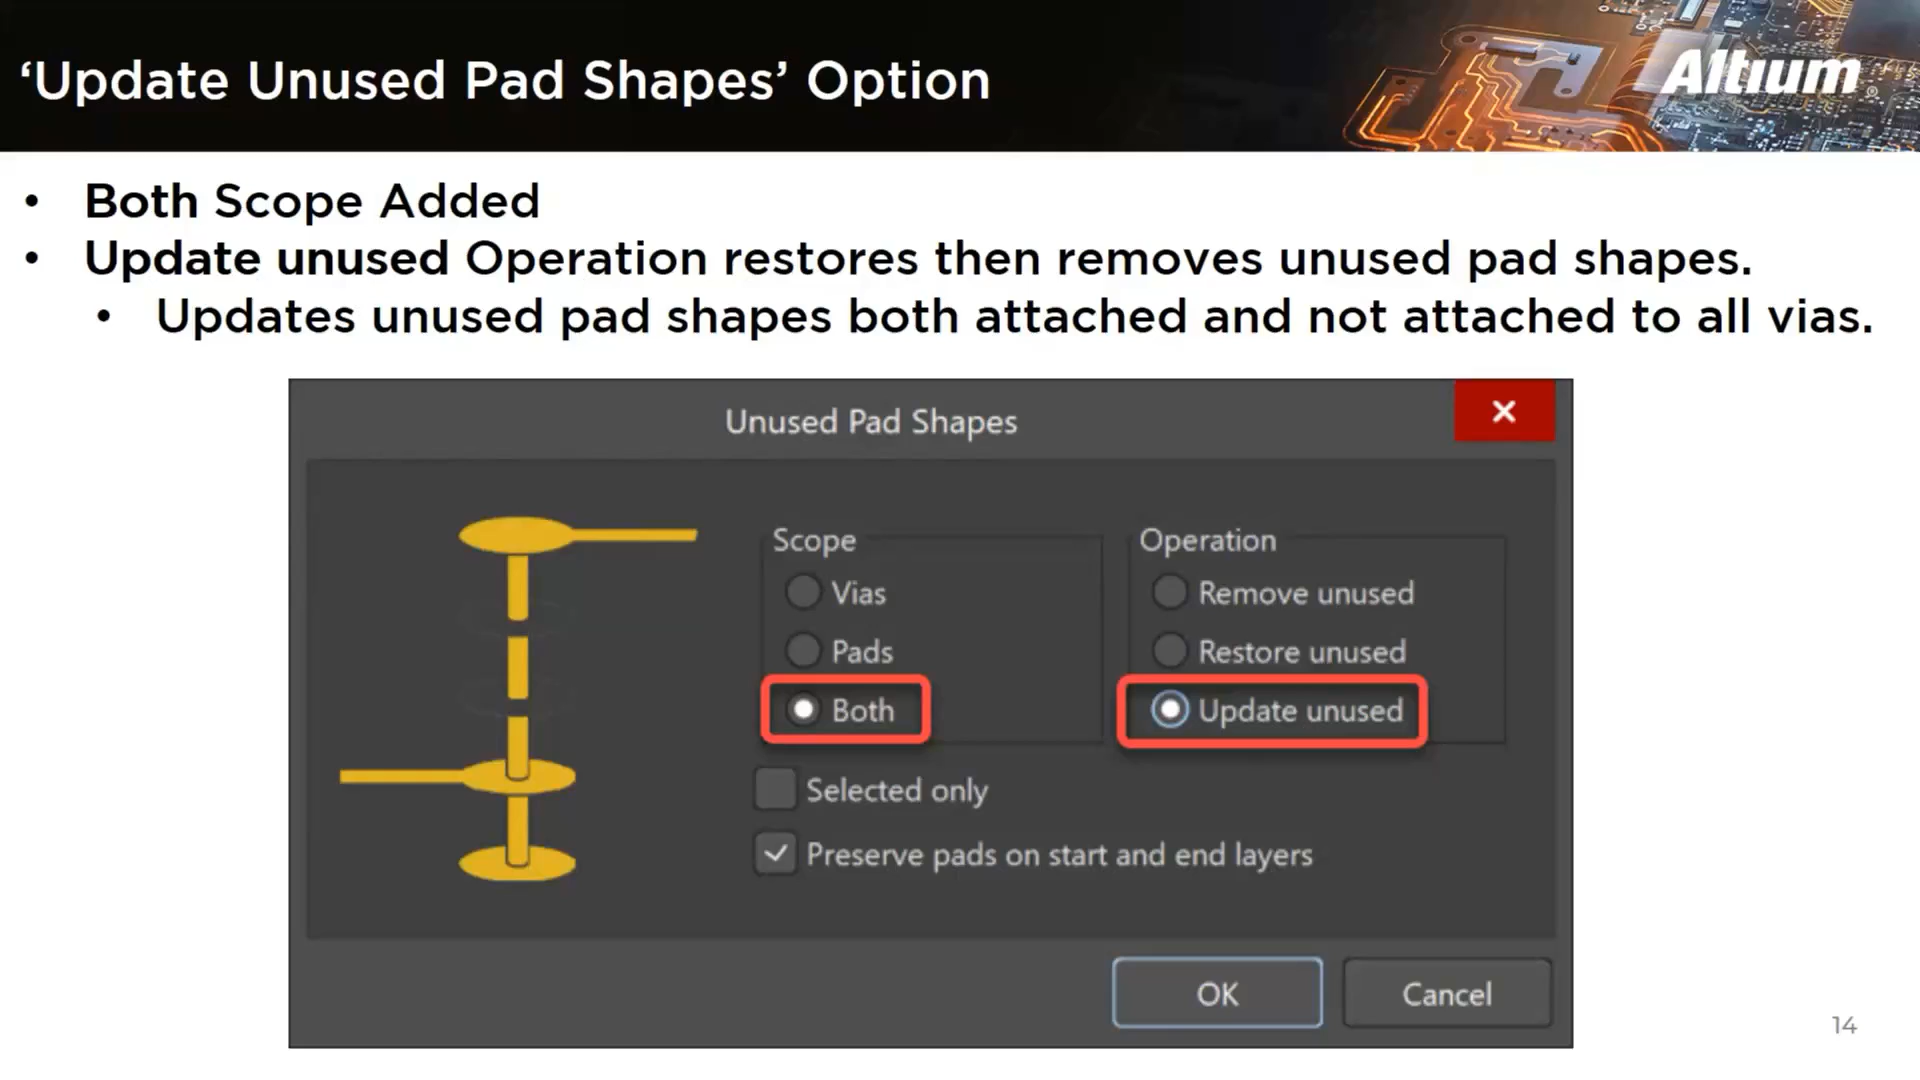 ‘Update Unused Pad Shapes’ Option
Altium®
• Both Scope Added
• Update unused Operation restores then removes unused pad shapes.
• Updates unused pad shapes both attached and not attached to all vias.
Unused Pad Shapes
Scope
Vias
Pads
Both
Operation
Remove unused
Restore unused
Update unused
Selected only
Preserve pads on start and end layers
OK
Cancel
14